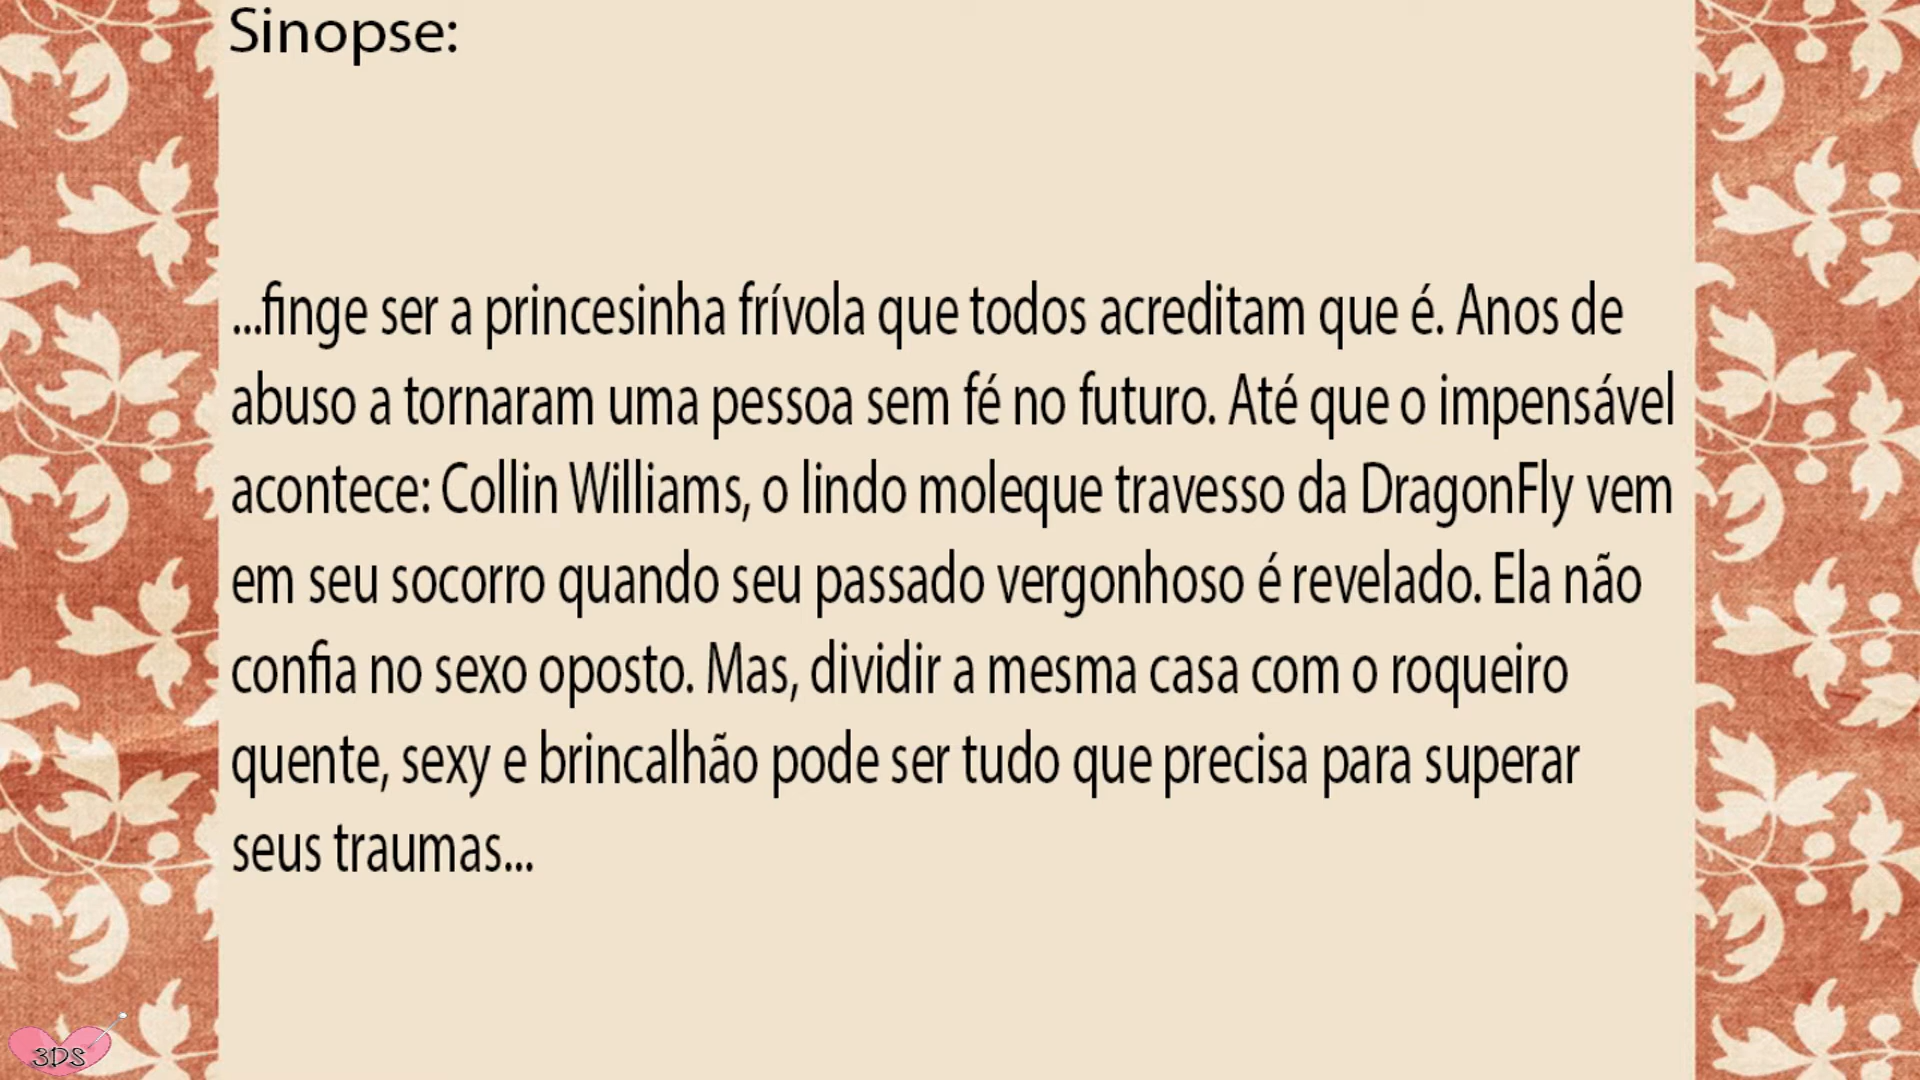 Sinopse:
...finge ser a princesinha frívola que todos acreditam que é. Anos de
abuso a tornaram uma pessoa sem fé no futuro. Até que o impensável
acontece: Collin Williams, o lindo moleque travesso da DragonFly vem
em seu socorro quando seu passado vergonhoso é revelado. Ela não
confia no sexo oposto. Mas, dividir a mesma casa com o roqueiro
quente, sexy e brincalhão pode ser tudo que precisa para superar
seus traumas...
3DS